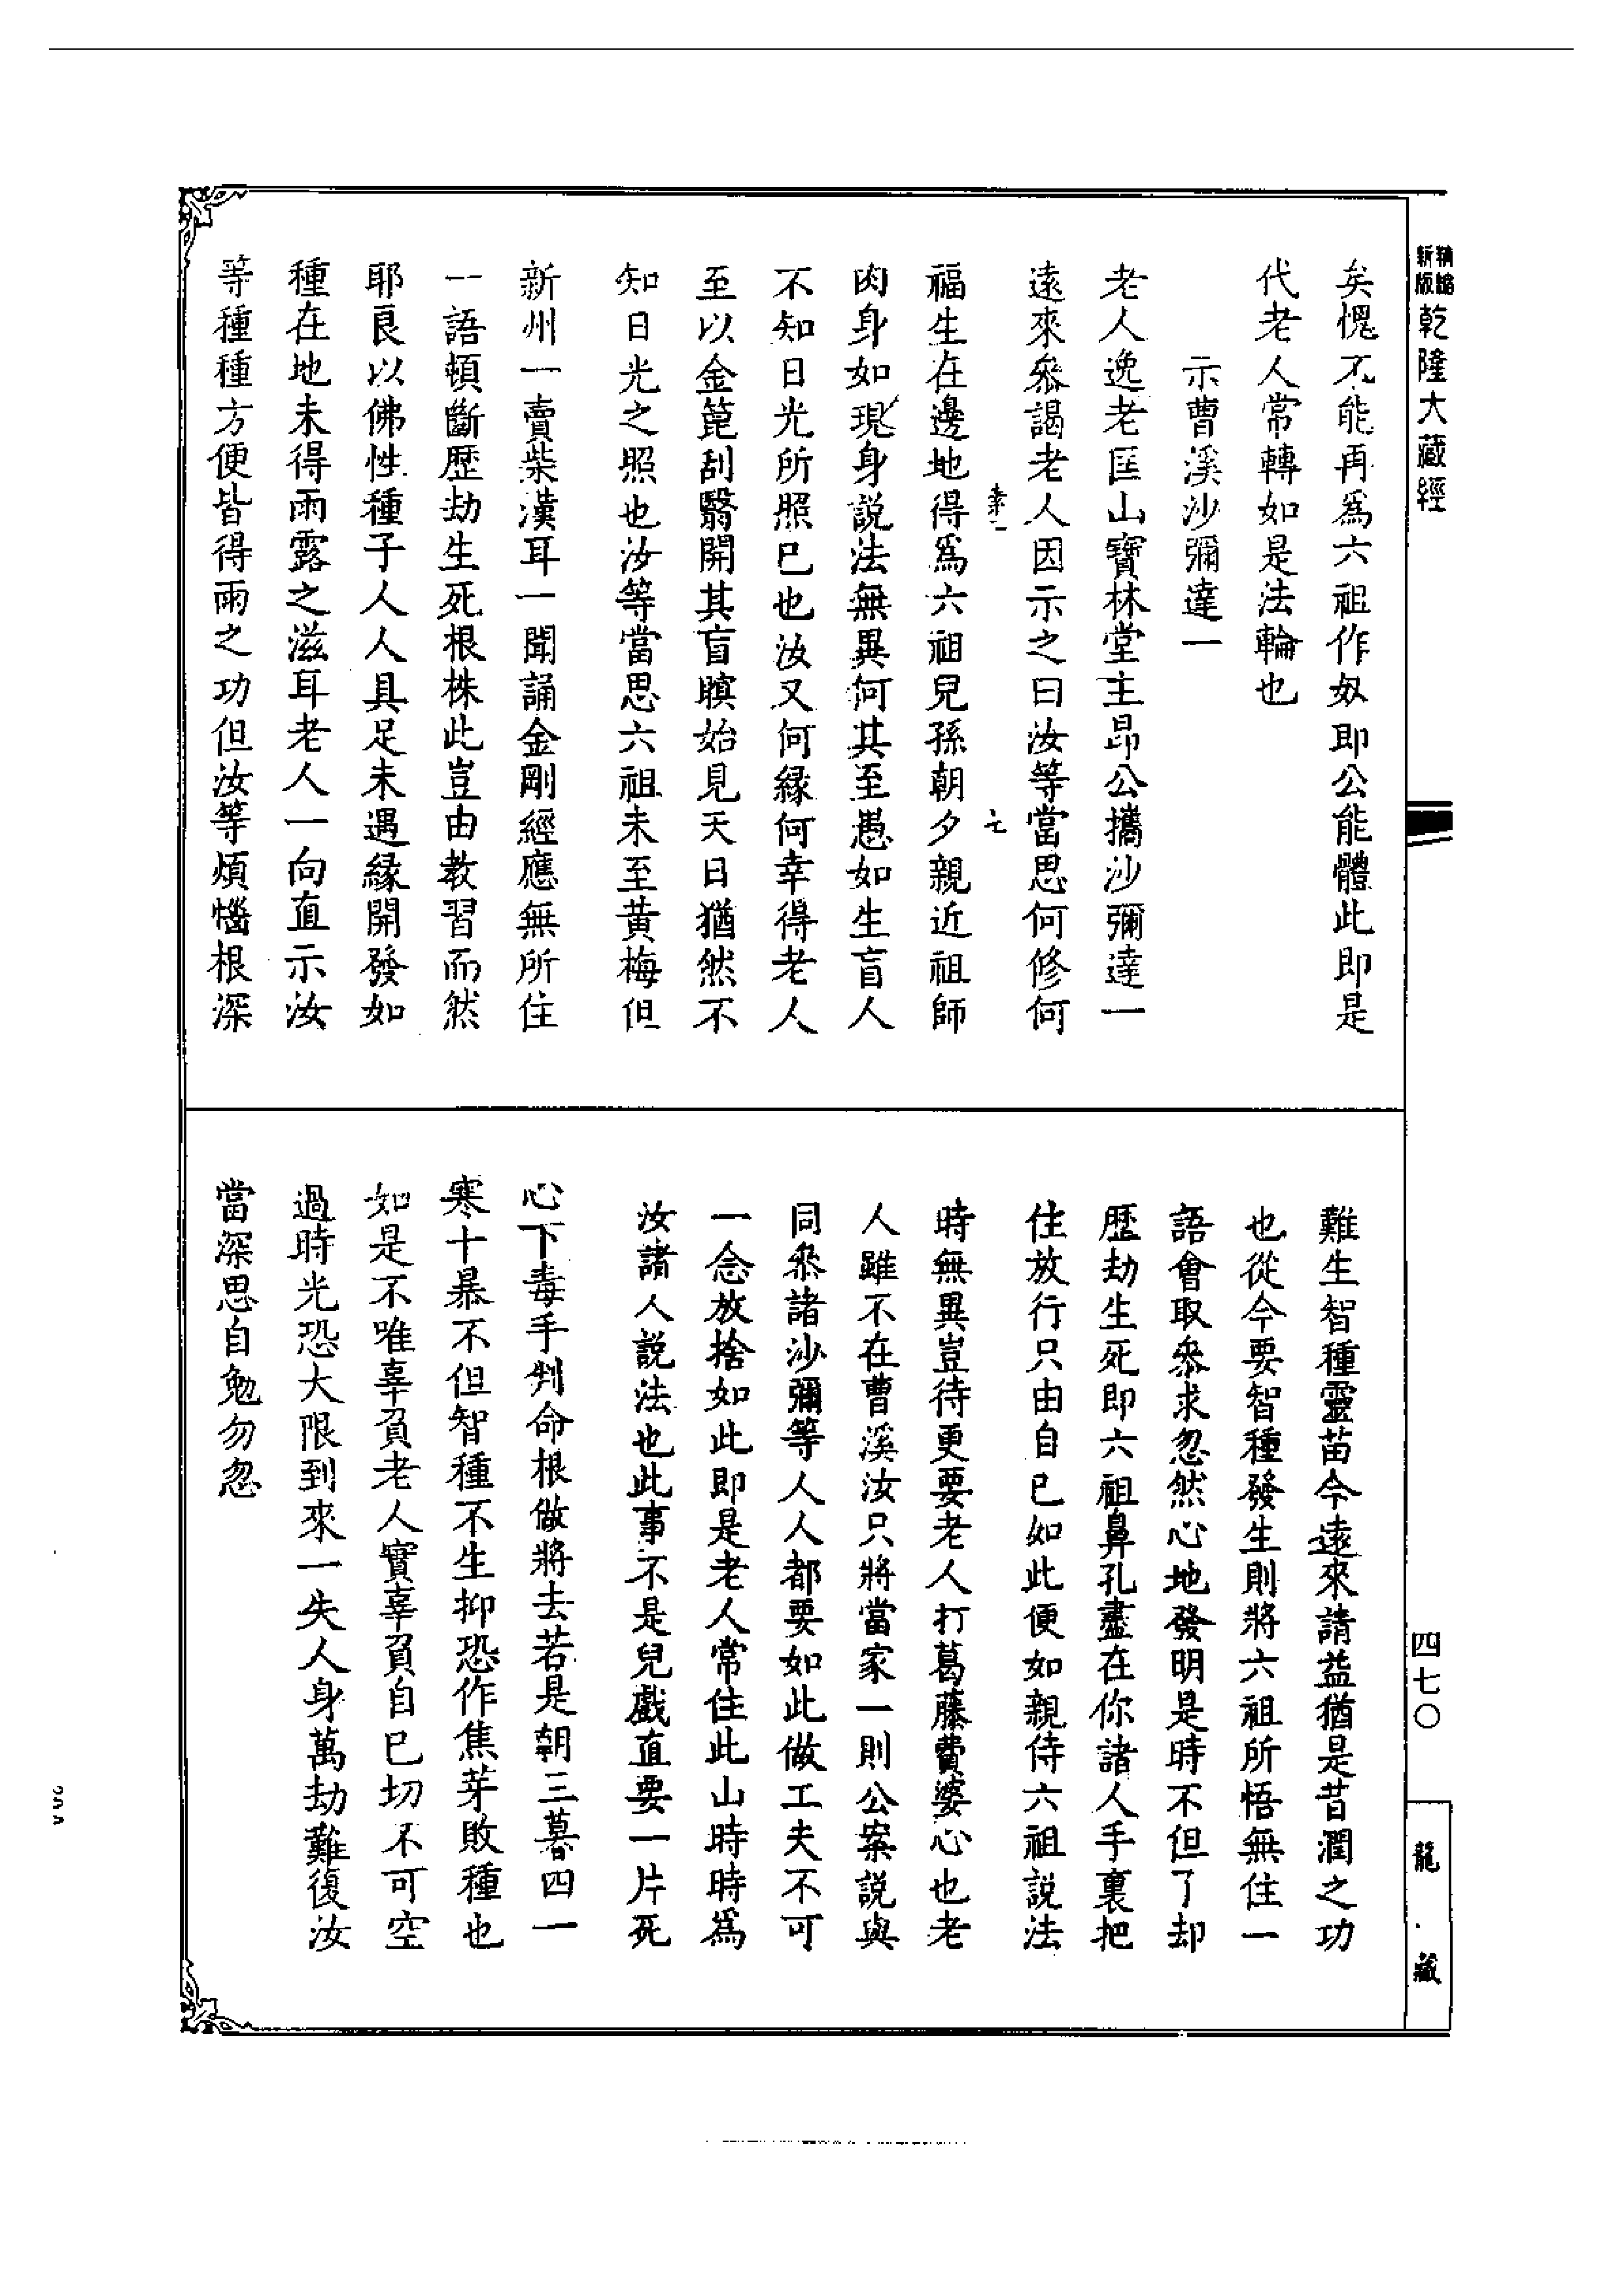 精縮
新版
乾隆大藏經
四七〇
龍藏
矣愧不能再爲六祖作奴即公能體此即是
代老人常轉如是法輪也
示曹溪沙彌達一
老人逸老匡山寶林堂主昂公攜沙彌達一
遠來叅謁老人因示之曰汝等當思何修何
七
福生在邊地得爲六祖兒孫朝夕親近祖師
肉身如現身説法無異何其至愚如生盲人
不知日光所照已也汝又何緣何幸得老人
至以金箆刮翳開其盲瞑始見天日猶然不
知日光之照也汝等當思六祖未至黃梅但
新州一賣柴漢耳一聞誦金剛經應無所住
一語頓斷歷劫生死根株此豈由教習而然
耶良以佛性種子人人具足未遇緣開發如
種在地未得雨露之滋耳老人一向直示汝
等種種方便皆得雨之功但汝等煩惱根深
難生智種靈苗今遠來請益猶是昔潤之功
也從今要智種發生則將六祖所悟無住一
語會取叅求忽然心地發明是時不但了却
歷劫生死即六祖鼻孔盡在你諸人手裏把
住放行只由自已如此便如親侍六祖説法
時無異豈待更要老人打葛藤費婆心也老
人雖不在曹溪汝只將當家一則公案説與
同叅諸沙彌等人人都要如此做工夫不可
一念放捨如此即是老人常住此山時時爲
汝諸人説法也此事不是兒戲直要一片死
心下毒手判命根做將去若是朝三暮四一
寒十暴不但智種不生抑恐作焦芽敗種也
如是不唯辜負老人實辜負自已切不可空
過時光恐大限到來一失人身萬劫難復汝
當深思自勉勿忽